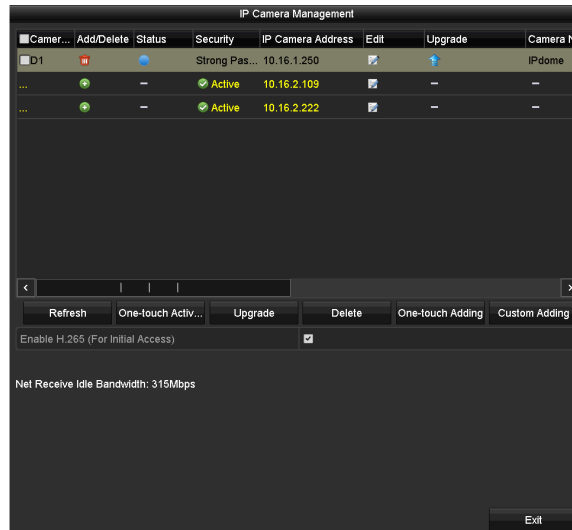 IP Camera Management
Camer... Add/Delete Status Security IP Camera Address Edit Upgrade Camera N
D1 Strong Pas... 10.16.1.250 IPdome
... – Active 10.16.2.109 – –
... – Active 10.16.2.222 – –
Refresh One-touch Activ... Upgrade Delete One-touch Adding Custom Adding
Enable H.265 (For Initial Access)
Net Receive Idle Bandwidth: 315Mbps
Exit